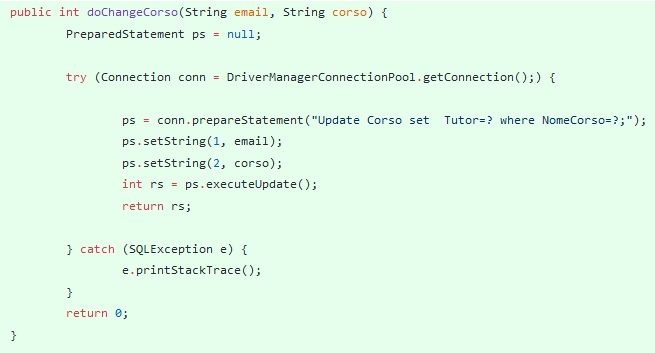 public int doChangeCorso(String email, String corso) {
PreparedStatement ps = null;
try (Connection conn = DriverManagerConnectionPool.getConnection();) {
ps = conn.prepareStatement("Update Corso set  Tutor=? where NomeCorso=?;");
ps.setString(1, email);
ps.setString(2, corso);
int rs = ps.executeUpdate();
return rs;
} catch (SQLException e) {
e.printStackTrace();
}
return 0;
}